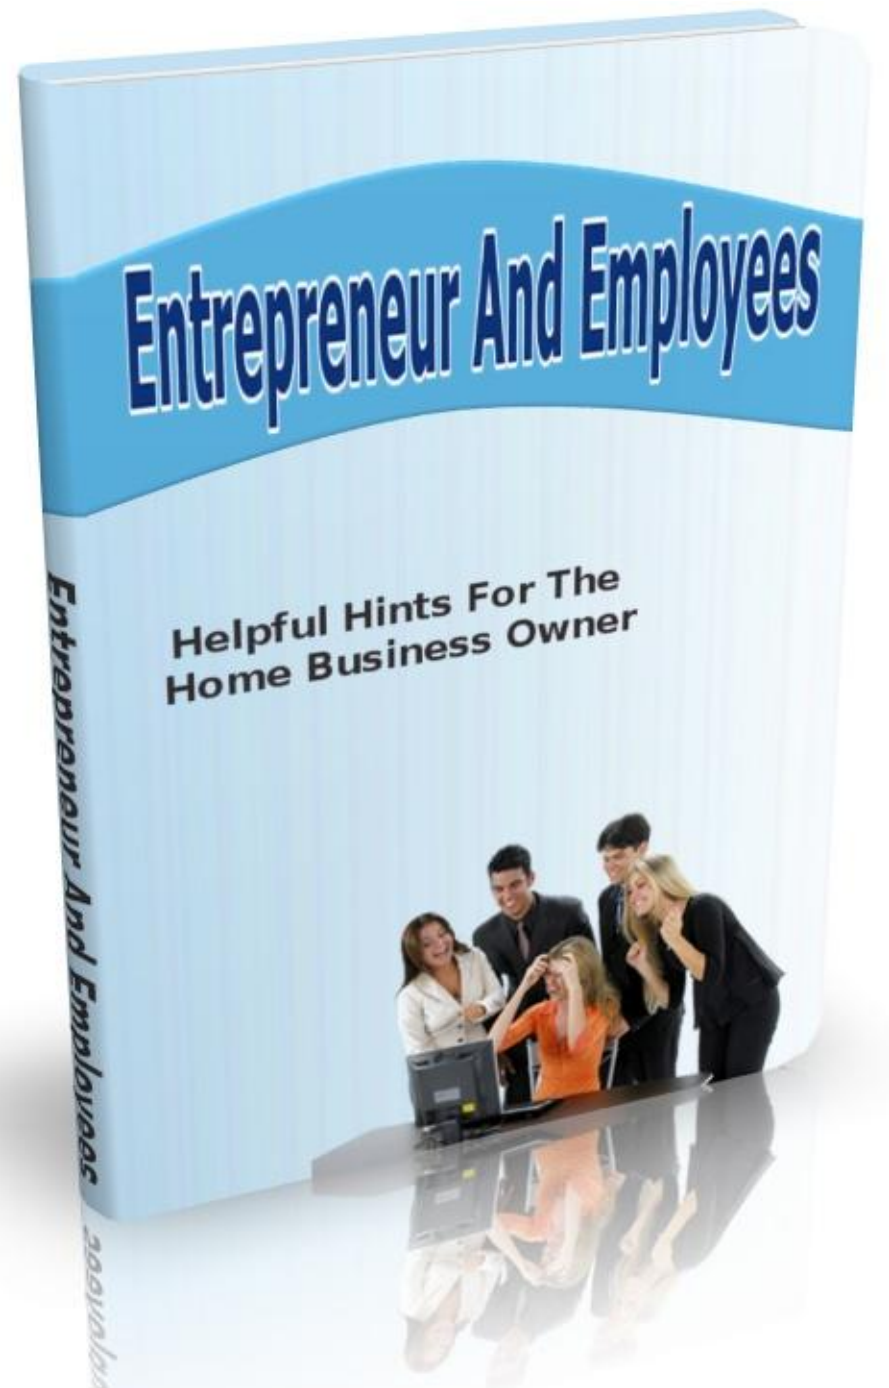 Entrepreneur And Employees
Helpful Hints For The
Home Business Owner
Entrepreneur And Employees